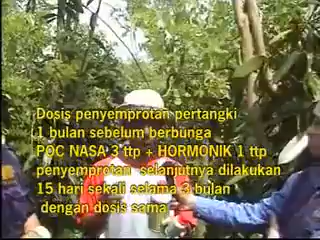 Dosis penyemprotan pertangki
1 bulan sebelum berbunga
POC NASA 3 ttp + HORMONIK 1 ttp
penyemprotan selanjutnya dilakukan
15 hari sekali selama 3 bulan
dengan dosis sama